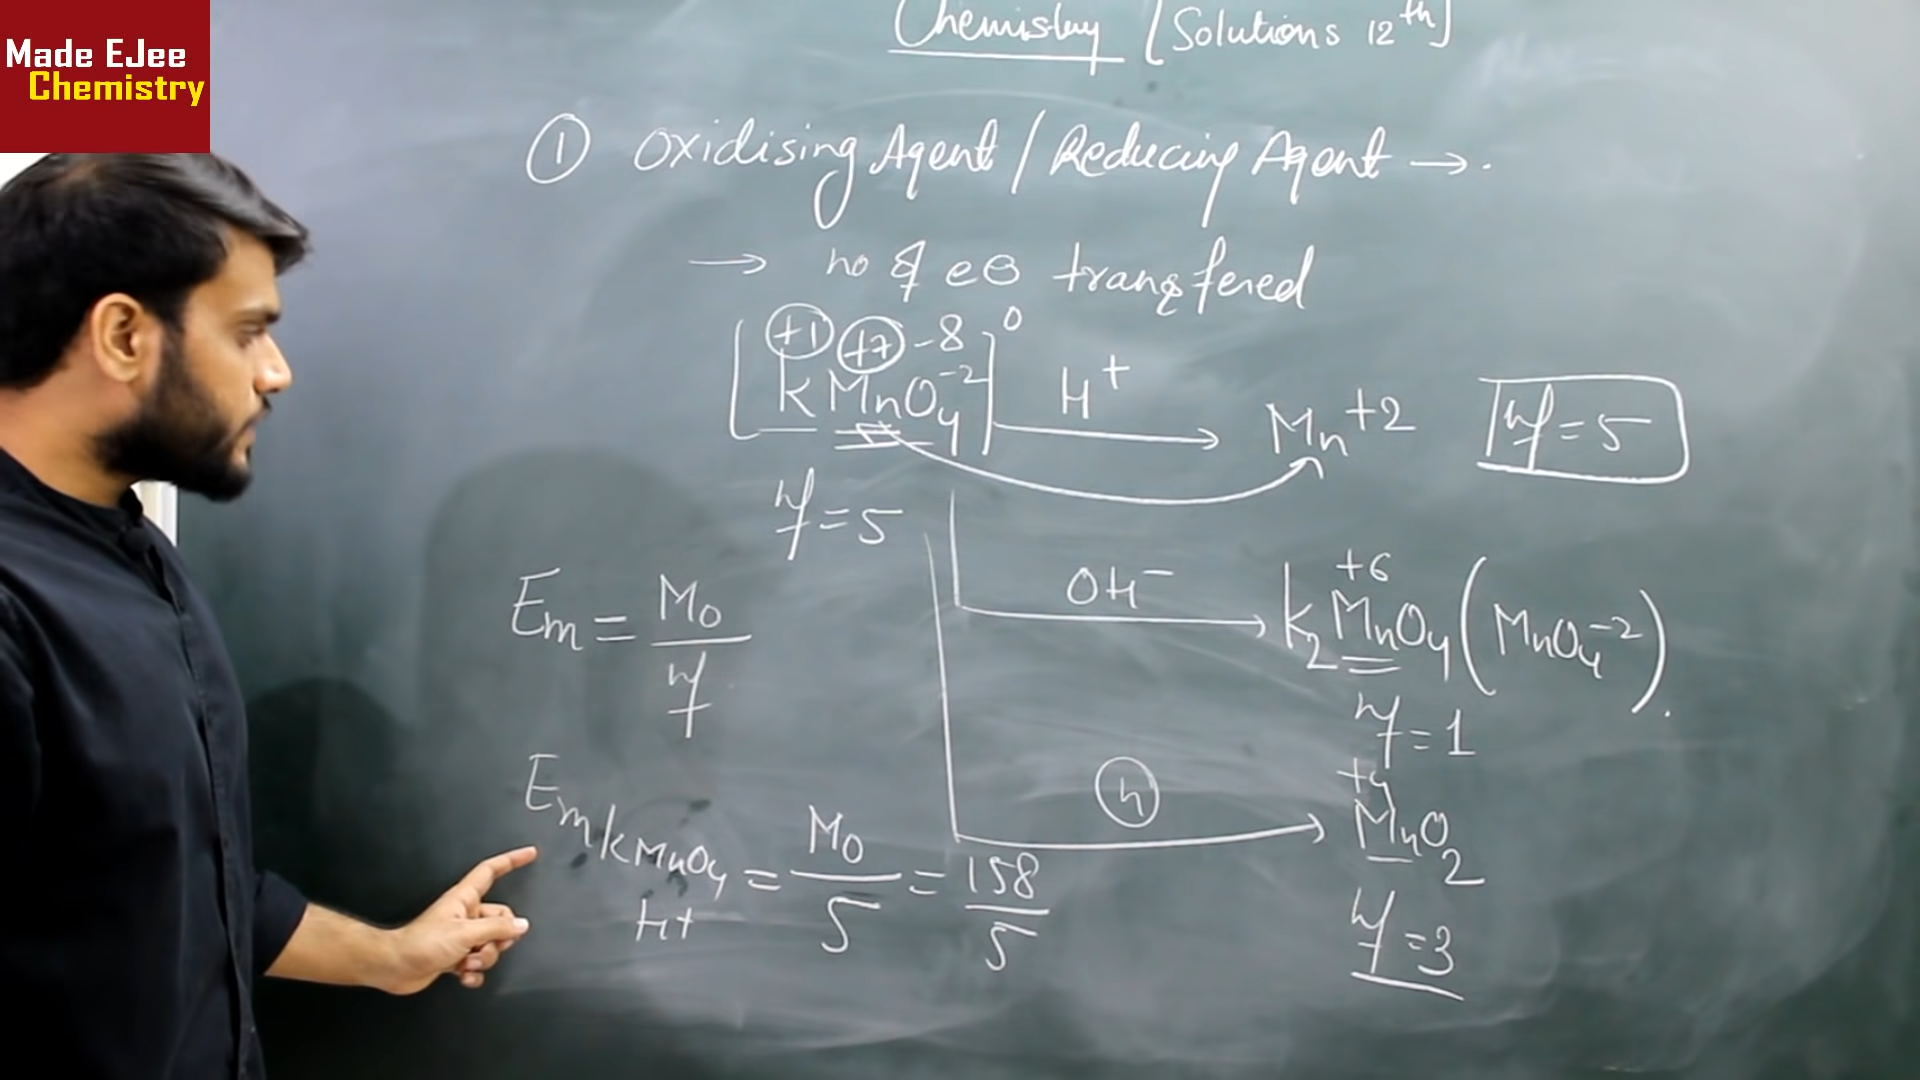 Made EJee
Chemistry
Chemistry [Solutions 12th]
① Oxidising Agent / Reducing Agent → .
→ no of e⊖ transfered
+1 +7 -8
[KMnO4⁻²]⁰ H⁺ → Mn⁺² nf = 5
nf = 5
OH⁻ → K2MnO4 (MnO4⁻²).
+6
nf = 1
Em = Mo / nf
n → MnO2
+4
nf = 3
Em KMnO4 = Mo / 5 = 158 / 5
H+